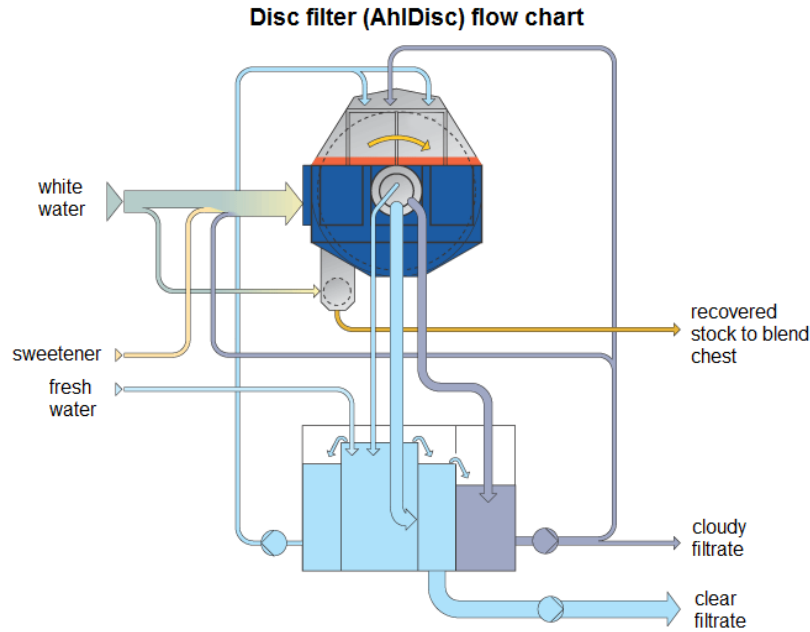 Disc filter (AhlDisc) flow chart
white
water
sweetener
fresh
water
recovered
stock to blend
chest
cloudy
filtrate
clear
filtrate